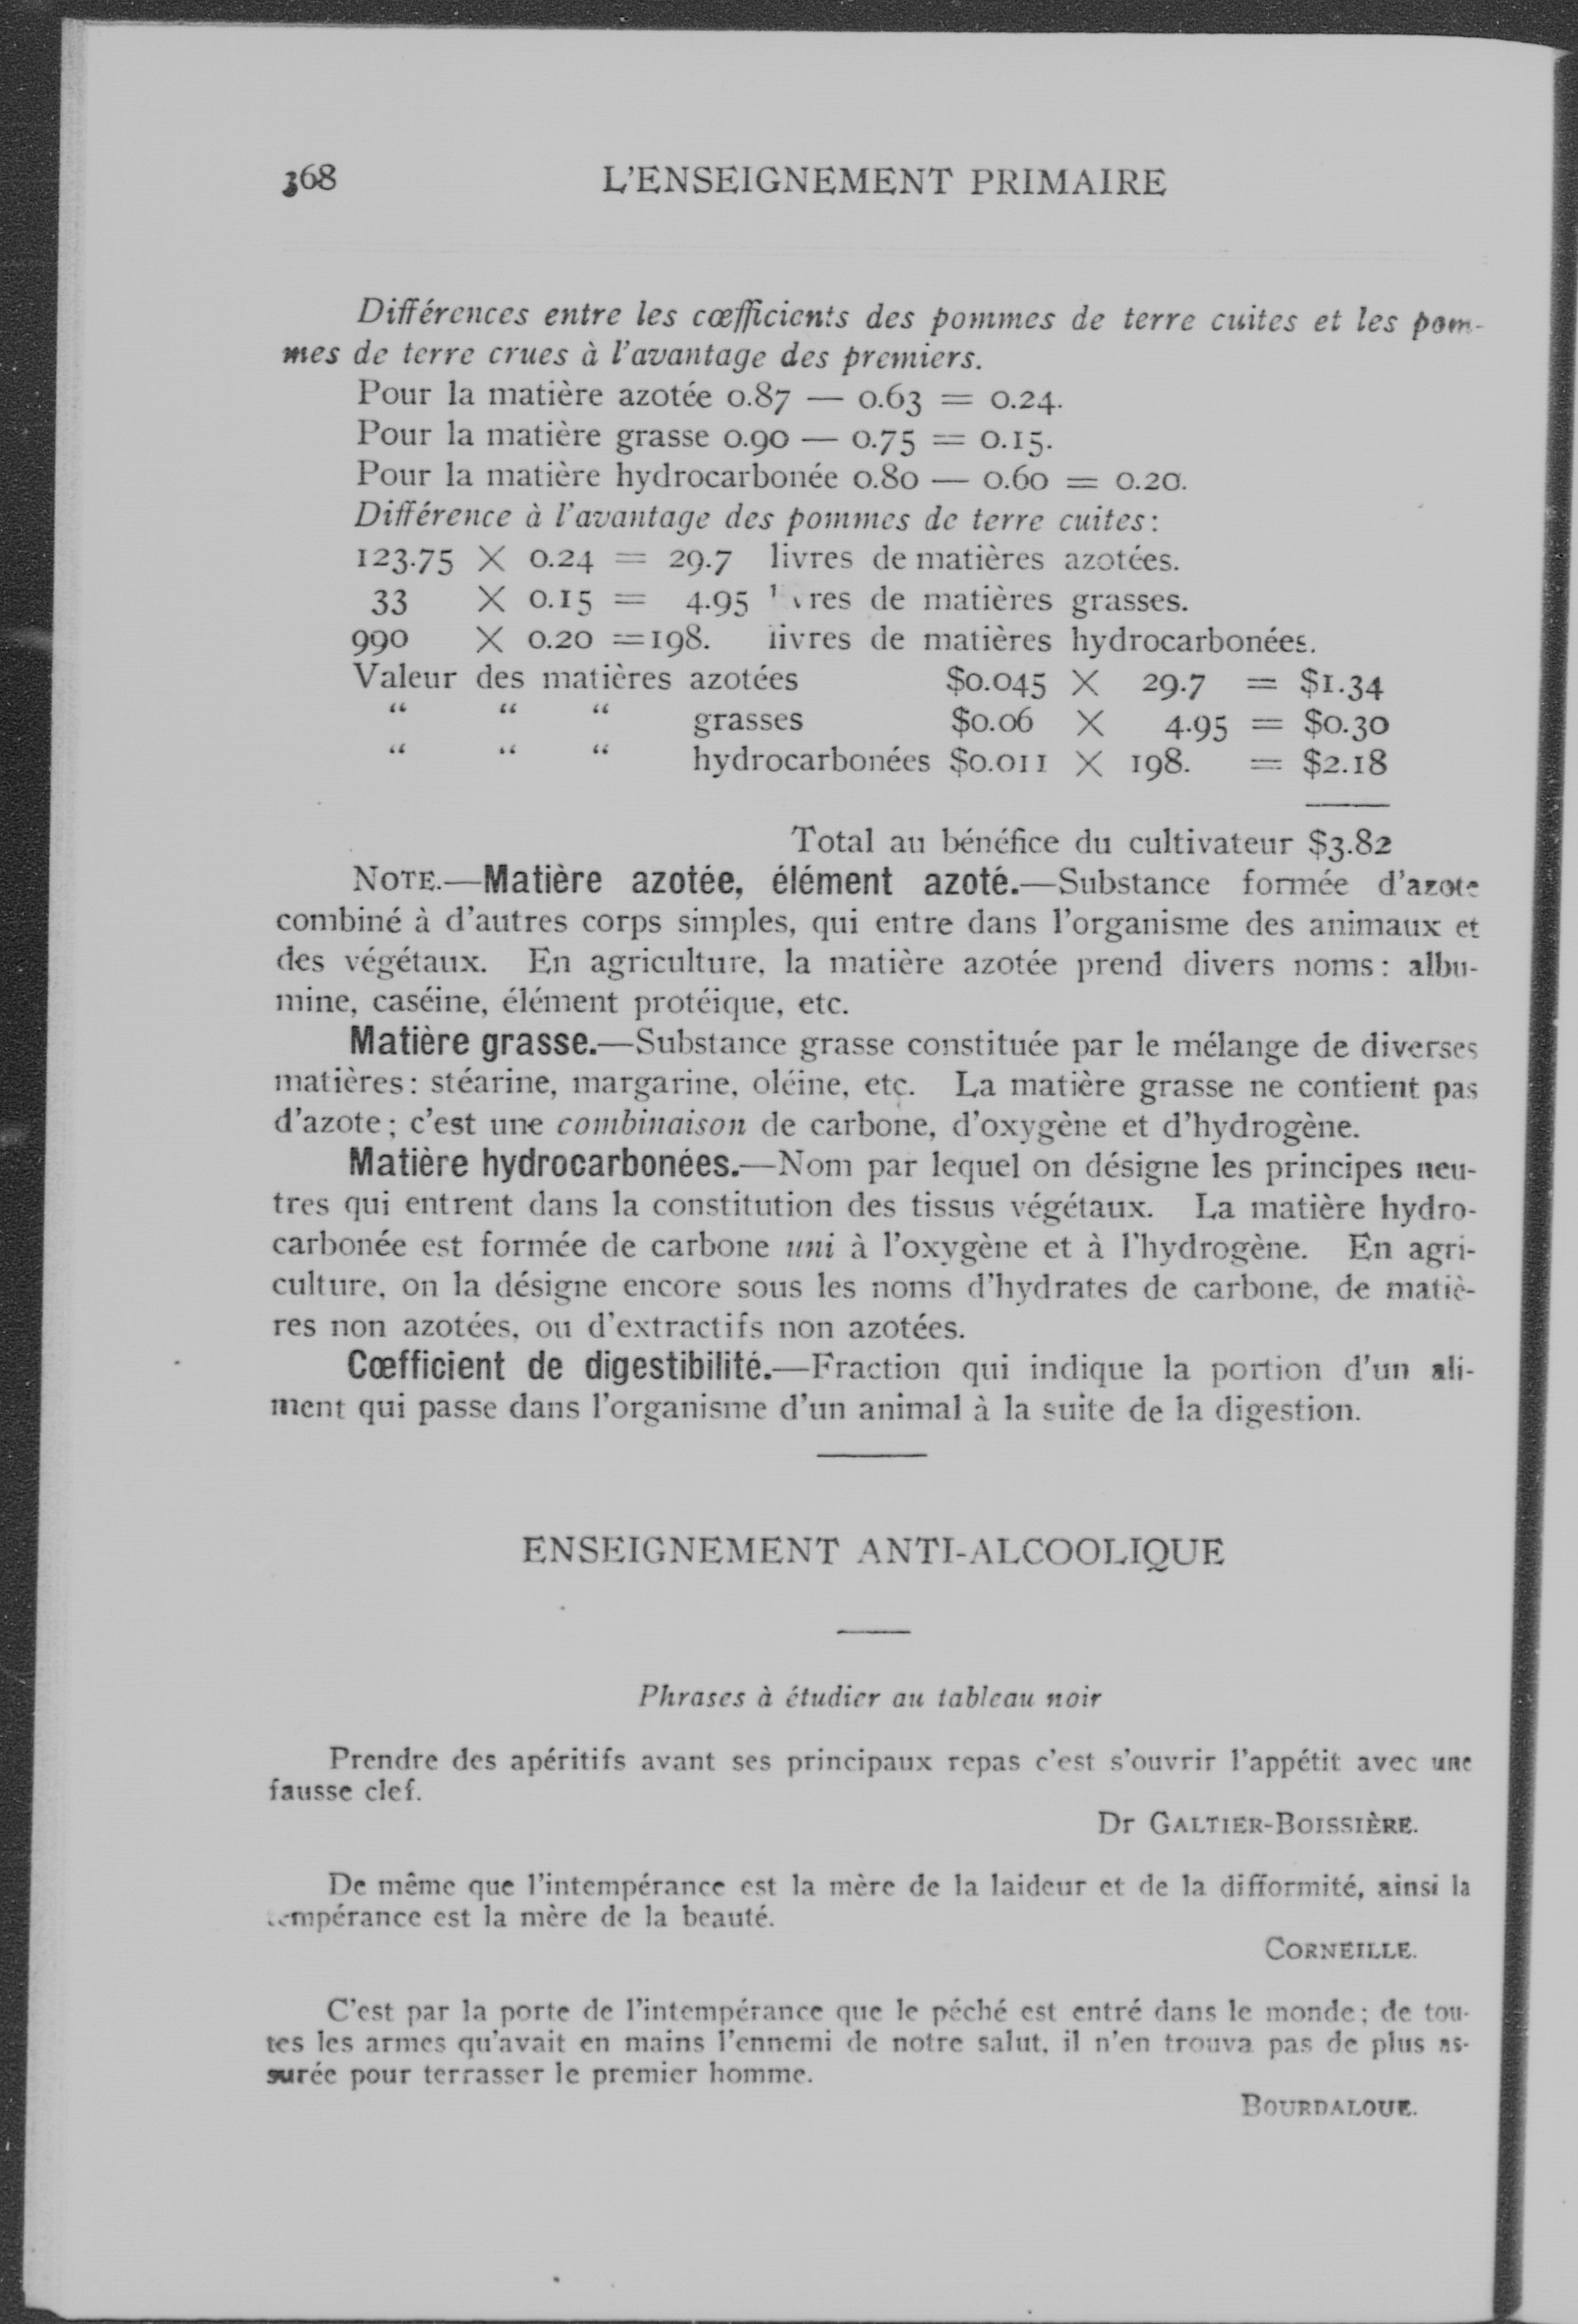 368 L'ENSEIGNEMENT PRIMAIRE
Différences entre les cœfficients des pommes de terre cuites et les pom-
mes de terre crues à l'avantage des premiers.
Pour la matière azotée 0.87 — 0.63 = 0.24.
Pour la matière grasse 0.90 — 0.75 = 0.15.
Pour la matière hydrocarbonée 0.80 — 0.60 = 0.20.
Différence à l'avantage des pommes de terre cuites:
123.75 X 0.24 = 29.7 livres de matières azotées.
33 X 0.15 = 4.95 livres de matières grasses.
990 X 0.20 =198. livres de matières hydrocarbonées.
Valeur des matières azotées $0.045 X 29.7 = $1.34
“ “ “ grasses $0.06 X 4.95 = $0.30
“ “ “ hydrocarbonées $0.011 X 198. = $2.18
Total au bénéfice du cultivateur $3.82
NOTE.—Matière azotée, élément azoté.—Substance formée d'azote
combiné à d'autres corps simples, qui entre dans l'organisme des animaux et
des végétaux. En agriculture, la matière azotée prend divers noms: albu-
mine, caséine, élément protéique, etc.
Matière grasse.—Substance grasse constituée par le mélange de diverses
matières: stéarine, margarine, oléine, etc. La matière grasse ne contient pas
d'azote; c'est une combinaison de carbone, d'oxygène et d'hydrogène.
Matière hydrocarbonées.—Nom par lequel on désigne les principes neu-
tres qui entrent dans la constitution des tissus végétaux. La matière hydro-
carbonée est formée de carbone uni à l'oxygène et à l'hydrogène. En agri-
culture, on la désigne encore sous les noms d'hydrates de carbone, de matiè-
res non azotées, ou d'extractifs non azotées.
Cœfficient de digestibilité.—Fraction qui indique la portion d'un ali-
ment qui passe dans l'organisme d'un animal à la suite de la digestion.
ENSEIGNEMENT ANTI-ALCOOLIQUE
Phrases à étudier au tableau noir
Prendre des apéritifs avant ses principaux repas c'est s'ouvrir l'appétit avec une
fausse clef.
Dr GALTIER-BOISSIÈRE.
De même que l'intempérance est la mère de la laideur et de la difformité, ainsi la
tempérance est la mère de la beauté.
CORNEILLE.
C'est par la porte de l'intempérance que le péché est entré dans le monde; de tou-
tes les armes qu'avait en mains l'ennemi de notre salut, il n'en trouva pas de plus as-
surée pour terrasser le premier homme.
BOURDALOUE.